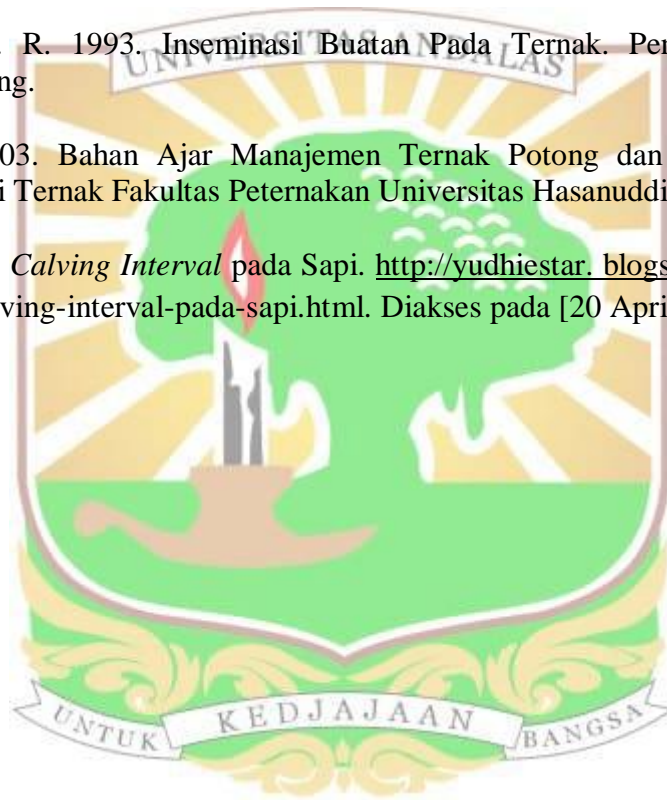 R. 1993. Inseminasi Buatan Pada Ternak. Per
UNIVERSITAS ANDALAS
ng.
03. Bahan Ajar Manajemen Ternak Potong dan
i Ternak Fakultas Peternakan Universitas Hasanuddi
Calving Interval pada Sapi. http://yudhiestar. blogs
ving-interval-pada-sapi.html. Diakses pada [20 Apri
UNTUK KEDJAJAAN BANGSA